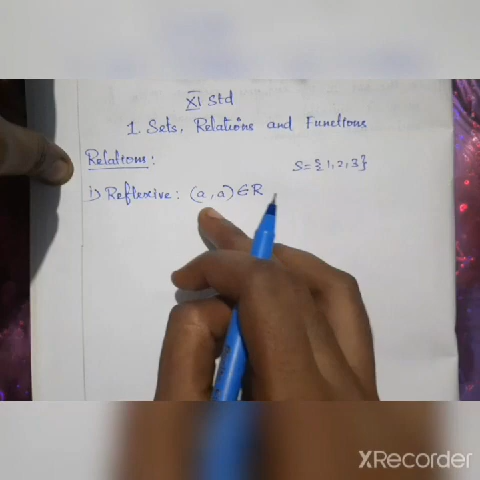 XI Std
1. Sets, Relations and Functions
Relations:
S = {1, 2, 3}
i) Reflexive: (a, a) ∈ R
XRecorder